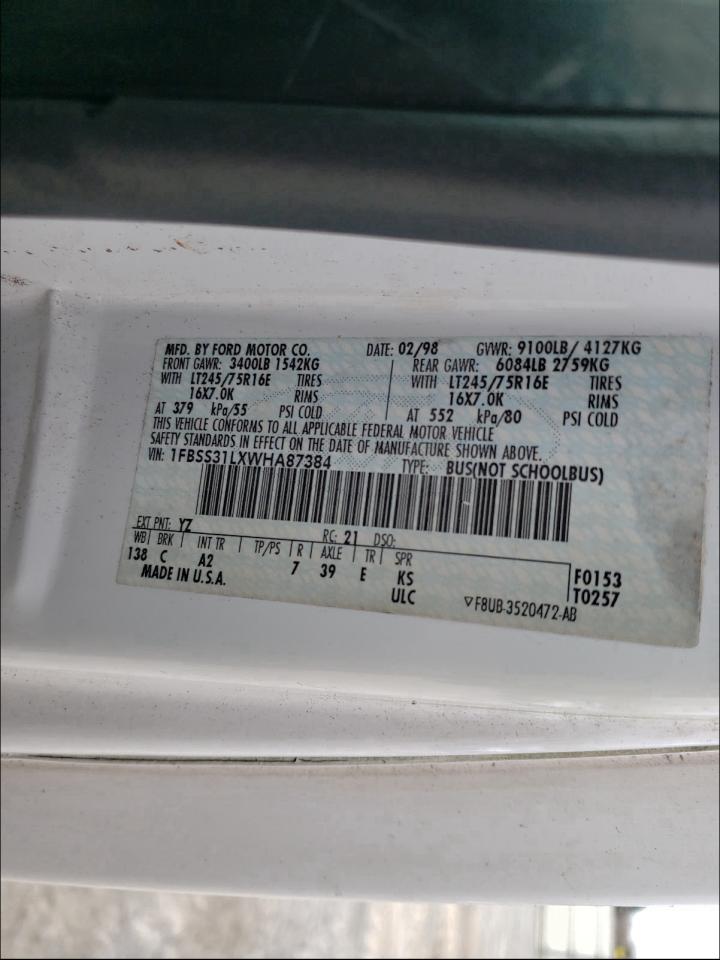 MFD. BY FORD MOTOR CO. DATE: 02/98 GVWR: 9100LB/ 4127KG
FRONT GAWR: 3400LB 1542KG REAR GAWR: 6084LB 2759KG
WITH LT245/75R16E TIRES WITH LT245/75R16E TIRES
16X7.0K RIMS 16X7.0K RIMS
AT 379 kPa/55 PSI COLD AT 552 kPa/80 PSI COLD
THIS VEHICLE CONFORMS TO ALL APPLICABLE FEDERAL MOTOR VEHICLE
SAFETY STANDARDS IN EFFECT ON THE DATE OF MANUFACTURE SHOWN ABOVE.
VIN: 1FBSS31LXWHA87384 TYPE: BUS(NOT SCHOOLBUS)
EXT PNT: YZ RC: 21 DSO:
WB BRK INT TR TP/PS R AXLE TR SPR
138 C A2 7 39 E KS F0153
MADE IN U.S.A. ULC T0257
▽F8UB-3520472-AB